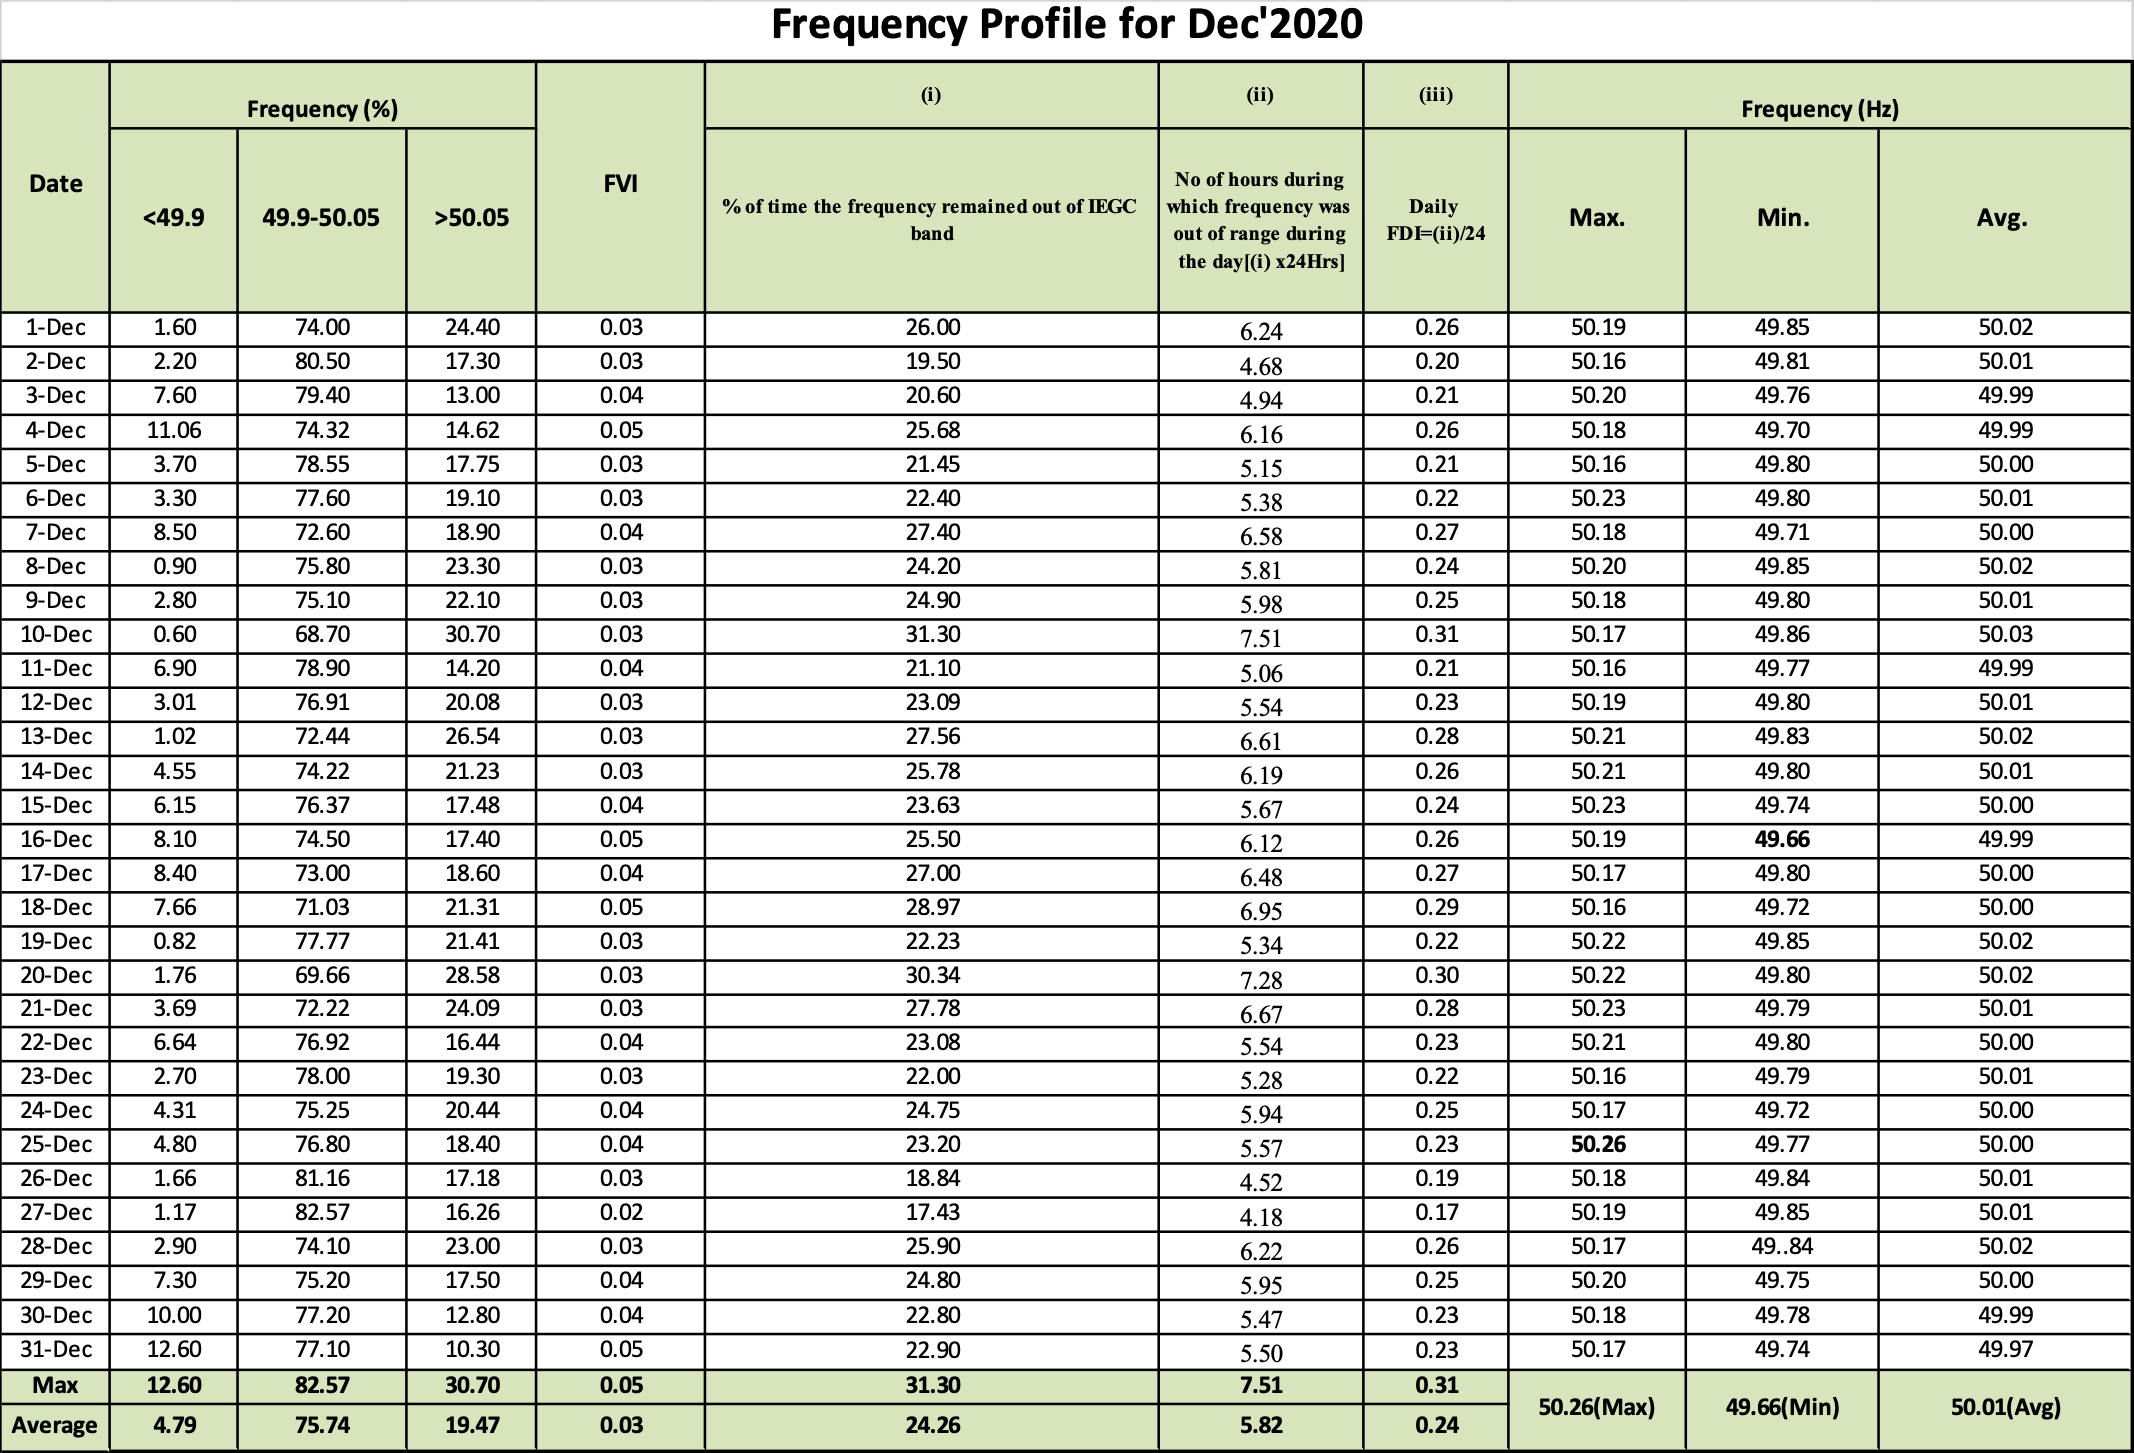 Frequency Profile for Dec'2020
Date Frequency (%) FVI (i) (ii) (iii) Frequency (Hz)
<49.9 49.9-50.05 >50.05 % of time the frequency remained out of IEGC band No of hours during which frequency was out of range during the day[(i) x24Hrs] Daily FDI=(ii)/24 Max. Min. Avg.
1-Dec 1.60 74.00 24.40 0.03 26.00 6.24 0.26 50.19 49.85 50.02
2-Dec 2.20 80.50 17.30 0.03 19.50 4.68 0.20 50.16 49.81 50.01
3-Dec 7.60 79.40 13.00 0.04 20.60 4.94 0.21 50.20 49.76 49.99
4-Dec 11.06 74.32 14.62 0.05 25.68 6.16 0.26 50.18 49.70 49.99
5-Dec 3.70 78.55 17.75 0.03 21.45 5.15 0.21 50.16 49.80 50.00
6-Dec 3.30 77.60 19.10 0.03 22.40 5.38 0.22 50.23 49.80 50.01
7-Dec 8.50 72.60 18.90 0.04 27.40 6.58 0.27 50.18 49.71 50.00
8-Dec 0.90 75.80 23.30 0.03 24.20 5.81 0.24 50.20 49.85 50.02
9-Dec 2.80 75.10 22.10 0.03 24.90 5.98 0.25 50.18 49.80 50.01
10-Dec 0.60 68.70 30.70 0.03 31.30 7.51 0.31 50.17 49.86 50.03
11-Dec 6.90 78.90 14.20 0.04 21.10 5.06 0.21 50.16 49.77 49.99
12-Dec 3.01 76.91 20.08 0.03 23.09 5.54 0.23 50.19 49.80 50.01
13-Dec 1.02 72.44 26.54 0.03 27.56 6.61 0.28 50.21 49.83 50.02
14-Dec 4.55 74.22 21.23 0.03 25.78 6.19 0.26 50.21 49.80 50.01
15-Dec 6.15 76.37 17.48 0.04 23.63 5.67 0.24 50.23 49.74 50.00
16-Dec 8.10 74.50 17.40 0.05 25.50 6.12 0.26 50.19 49.66 49.99
17-Dec 8.40 73.00 18.60 0.04 27.00 6.48 0.27 50.17 49.80 50.00
18-Dec 7.66 71.03 21.31 0.05 28.97 6.95 0.29 50.16 49.72 50.00
19-Dec 0.82 77.77 21.41 0.03 22.23 5.34 0.22 50.22 49.85 50.02
20-Dec 1.76 69.66 28.58 0.03 30.34 7.28 0.30 50.22 49.80 50.02
21-Dec 3.69 72.22 24.09 0.03 27.78 6.67 0.28 50.23 49.79 50.01
22-Dec 6.64 76.92 16.44 0.04 23.08 5.54 0.23 50.21 49.80 50.00
23-Dec 2.70 78.00 19.30 0.03 22.00 5.28 0.22 50.16 49.79 50.01
24-Dec 4.31 75.25 20.44 0.04 24.75 5.94 0.25 50.17 49.72 50.00
25-Dec 4.80 76.80 18.40 0.04 23.20 5.57 0.23 50.26 49.77 50.00
26-Dec 1.66 81.16 17.18 0.03 18.84 4.52 0.19 50.18 49.84 50.01
27-Dec 1.17 82.57 16.26 0.02 17.43 4.18 0.17 50.19 49.85 50.01
28-Dec 2.90 74.10 23.00 0.03 25.90 6.22 0.26 50.17 49..84 50.02
29-Dec 7.30 75.20 17.50 0.04 24.80 5.95 0.25 50.20 49.75 50.00
30-Dec 10.00 77.20 12.80 0.04 22.80 5.47 0.23 50.18 49.78 49.99
31-Dec 12.60 77.10 10.30 0.05 22.90 5.50 0.23 50.17 49.74 49.97
Max 12.60 82.57 30.70 0.05 31.30 7.51 0.31 50.26(Max) 49.66(Min) 50.01(Avg)
Average 4.79 75.74 19.47 0.03 24.26 5.82 0.24